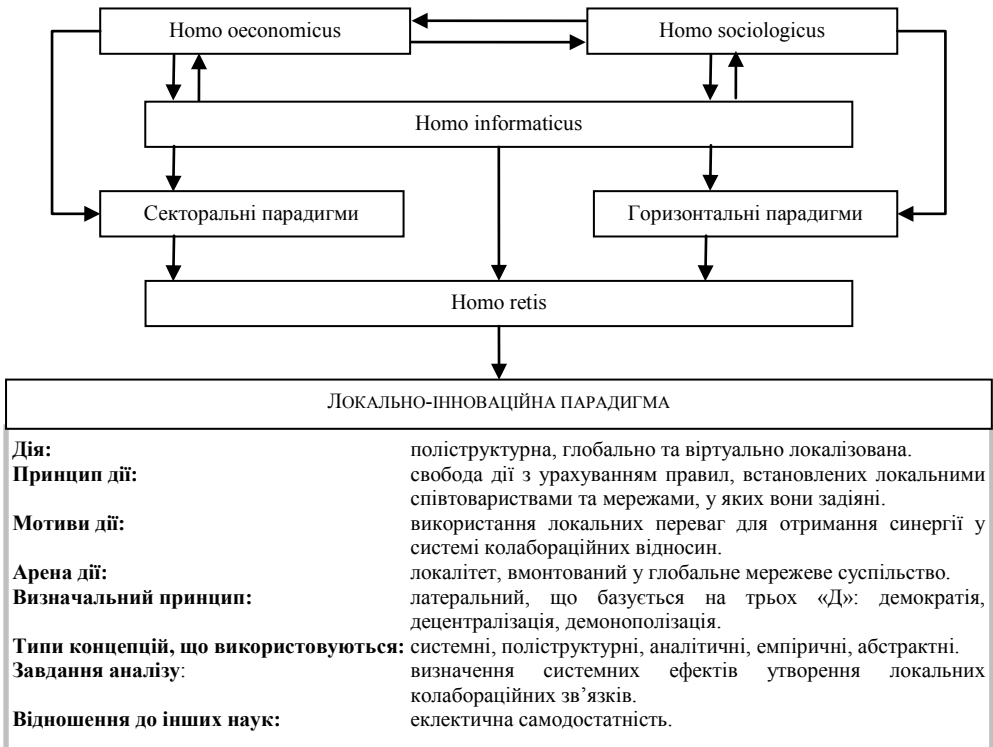 Homo oeconomicus
Homo sociologicus
Homo informaticus
Секторальні парадигми
Горизонтальні парадигми
Homo retis
ЛОКАЛЬНО-ІННОВАЦІЙНА ПАРАДИГМА
Дія: поліструктурна, глобально та віртуально локалізована.
Принцип дії: свобода дії з урахуванням правил, встановлених локальними
співтовариствами та мережами, у яких вони задіяні.
Мотиви дії: використання локальних переваг для отримання синергії у
системі колабораційних відносин.
Арена дії: локалітет, вмонтований у глобальне мережеве суспільство.
Визначальний принцип: латеральний, що базується на трьох «Д»: демократія,
децентралізація, демонополізація.
Типи концепцій, що використовуються: системні, поліструктурні, аналітичні, емпіричні, абстрактні.
Завдання аналізу: визначення системних ефектів утворення локальних
колабораційних зв’язків.
Відношення до інших наук: еклектична самодостатність.